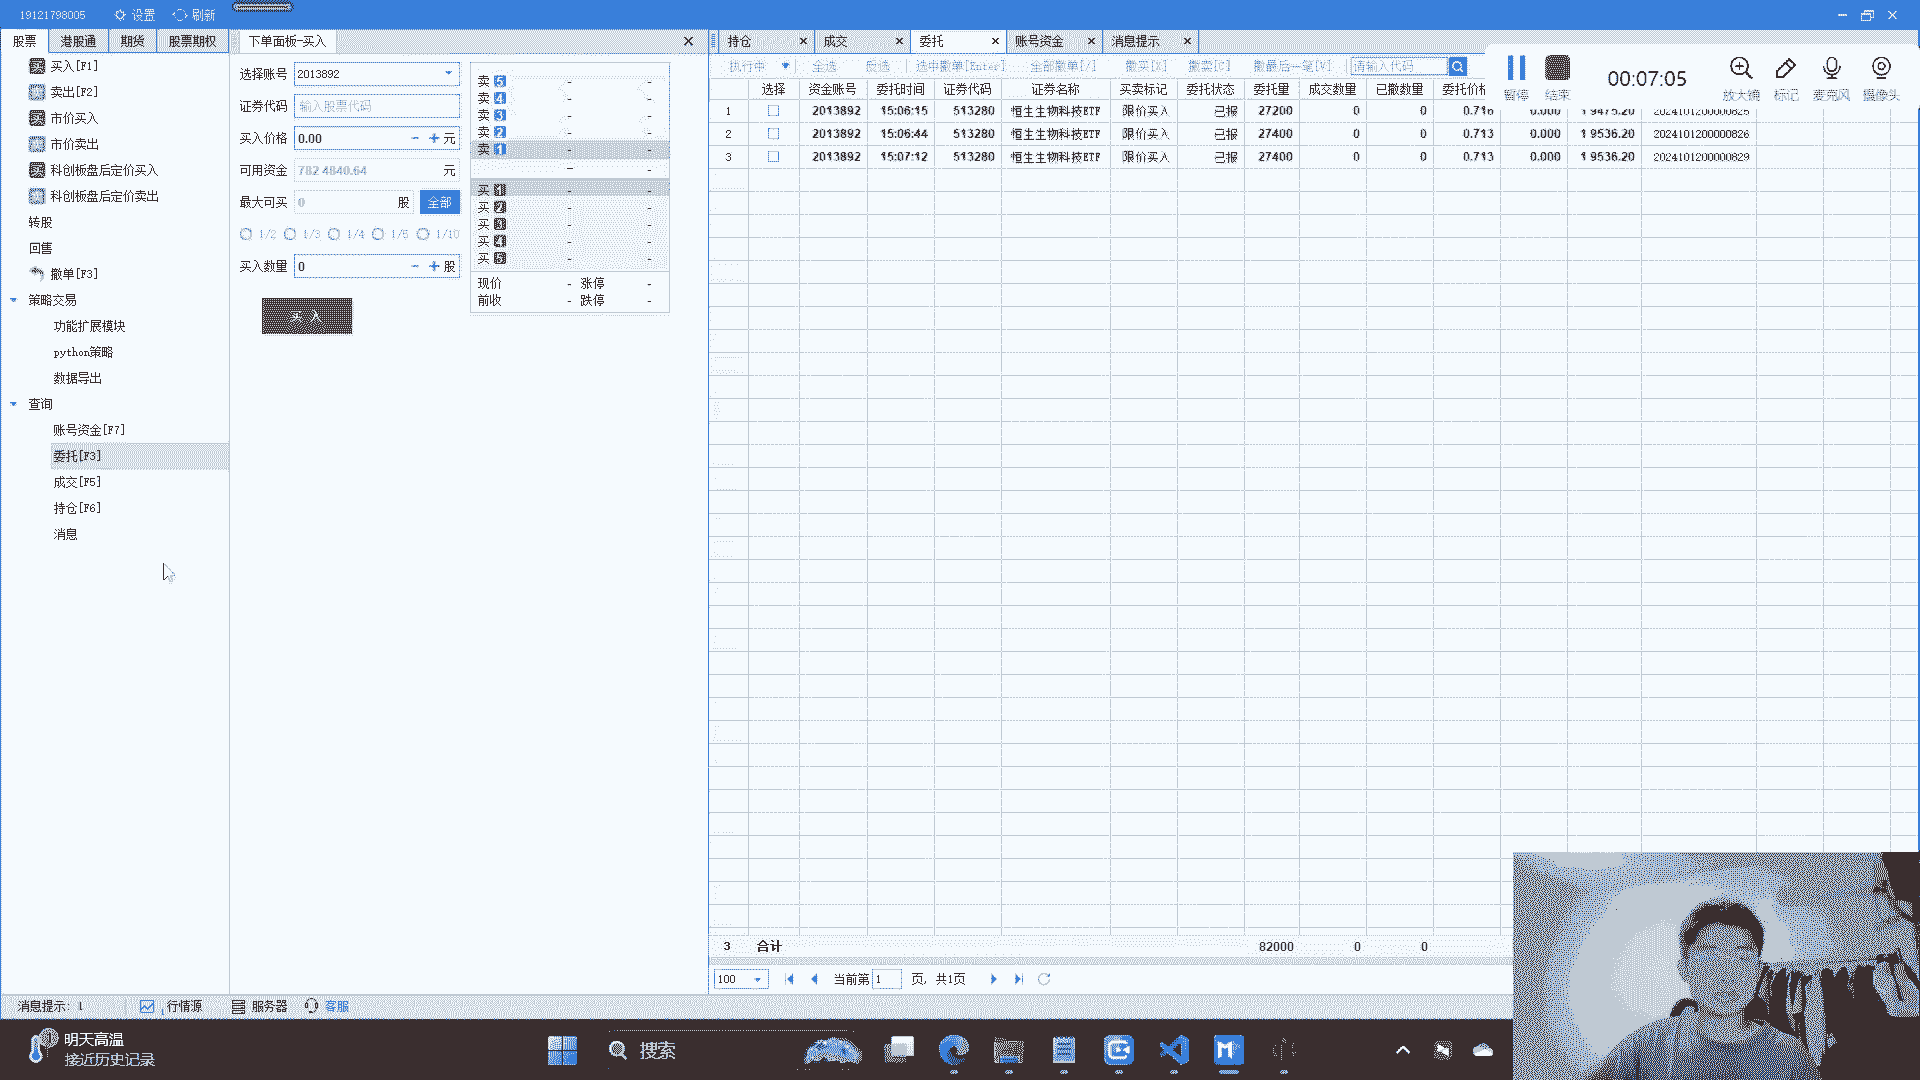 19121798005 设置 刷新
股票 港股通 期货 股票期权
买入[F1]
卖出[F2]
市价买入
市价卖出
科创板盘后定价买入
科创板盘后定价卖出
转股
回售
撤单[F3]
策略交易
功能扩展模块
python策略
数据导出
查询
账号资金[F7]
委托[F3]
成交[F5]
持仓[F6]
消息
下单面板-买入
选择账号 2013892
证券代码 输入股票代码
买入价格 0.00 - + 元
可用资金 782 4840.64 元
最大可买 0 股 全部
1/2 1/3 1/4 1/5 1/10
买入数量 0 - + 股
买 入
卖 5 - -
卖 4 - -
卖 3 - -
卖 2 - -
卖 1 - -
- -
买 1 - -
买 2 - -
买 3 - -
买 4 - -
买 5 - -
现价 - 涨停 -
前收 - 跌停 -
持仓 成交 委托 账号资金 消息提示
执行中 全选 反选 选中撤单[Enter] 全部撤单[/] 撤买[X] 撤卖[C] 撤最后一笔[V] 请输入代码
选择 资金账号 委托时间 证券代码 证券名称 买卖标记 委托状态 委托量 成交数量 已撤数量 委托价格
1 2013892 15:06:15 513280 恒生生物科技ETF 限价买入 已报 27200 0 0 0.716 0.000 1 9475.20 20241012000000825
2 2013892 15:06:44 513280 恒生生物科技ETF 限价买入 已报 27400 0 0 0.713 0.000 1 9536.20 2024101200000826
3 2013892 15:07:12 513280 恒生生物科技ETF 限价买入 已报 27400 0 0 0.713 0.000 1 9536.20 2024101200000829
3 合计 82000 0 0
100 当前第 1 页, 共1页
00:07:05
暂停 结束 放大镜 标记 麦克风 摄像头
消息提示: 1 行情源 服务器 客服
明天高温
接近历史记录
搜索